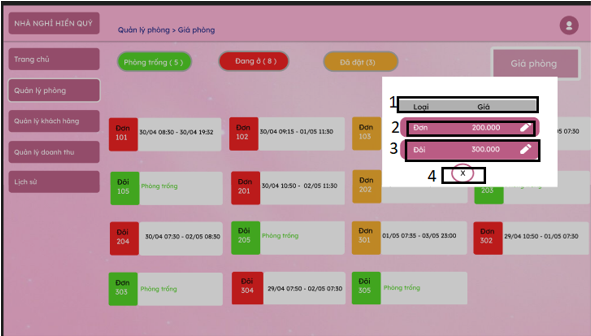 NHÀ NGHỈ HIỀN QUÝ
Quản lý phòng > Giá phòng
Trang chủ
Quản lý phòng
Quản lý khách hàng
Quản lý doanh thu
Lịch sử
Phòng trống ( 5 )
Đang ở ( 8 )
Đã đặt (3)
Giá phòng
1
Loại Giá
2
Đơn 200.000
3
Đôi 300.000
4
X
Đơn 101
30/04 08:30 - 30/04 19:32
Đơn 102
30/04 09:15 - 01/05 11:30
Đơn 103
07:30
Đôi 105
Phòng trống
Đơn 201
30/04 10:50 - 02/05 11:30
Đơn 202
203
Đôi 204
30/04 07:30 - 02/05 08:30
Đôi 205
Phòng trống
Đơn 301
01/05 07:35 - 03/05 23:00
Đơn 302
29/04 10:50 - 01/05 07:30
Đơn 303
Phòng trống
Đôi 304
29/04 07:50 - 02/05 07:30
Đôi 305
Phòng trống